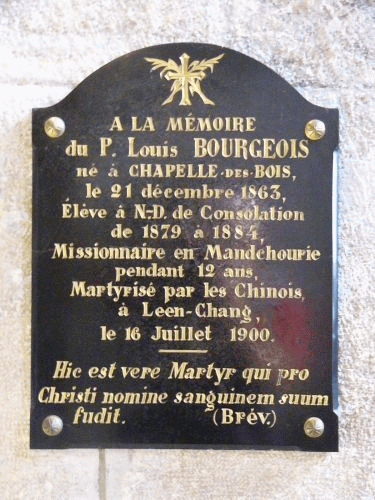 A LA MÉMOIRE
du P. Louis BOURGEOIS
né à CHAPELLE-DES-BOIS,
le 21 décembre 1863,
Élève à N-D. de Consolation
de 1879 à 1884,
Missionnaire en Mandchourie
pendant 12 ans,
Martyrisé par les Chinois,
à Leen-Chang,
le 16 Juillet 1900.
Hic est vere Martyr qui pro
Christi nomine sanguinem suum
fudit. (Brév.)